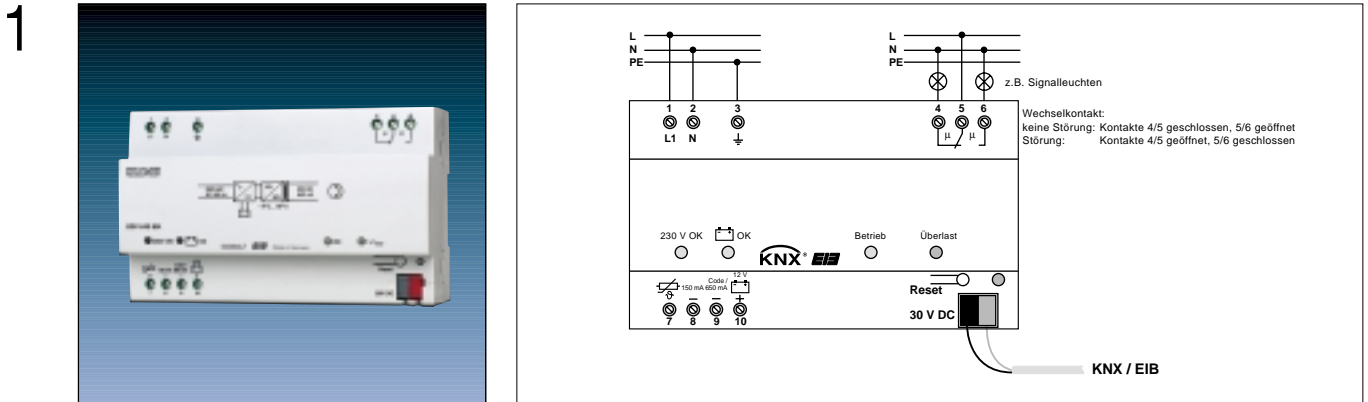 1
L
N
PE
L
N
PE
z.B. Signalleuchten
1 2 3
4 5 6
L1 N
µ µ
Wechselkontakt:
keine Störung: Kontakte 4/5 geschlossen, 5/6 geöffnet
Störung: Kontakte 4/5 geöffnet, 5/6 geschlossen
230 V OK
OK
Betrieb
Überlast
KNX® EIB
ϑ
150 mA
Code / 650 mA
12 V
− − +
7 8 9 10
Reset
30 V DC
KNX / EIB